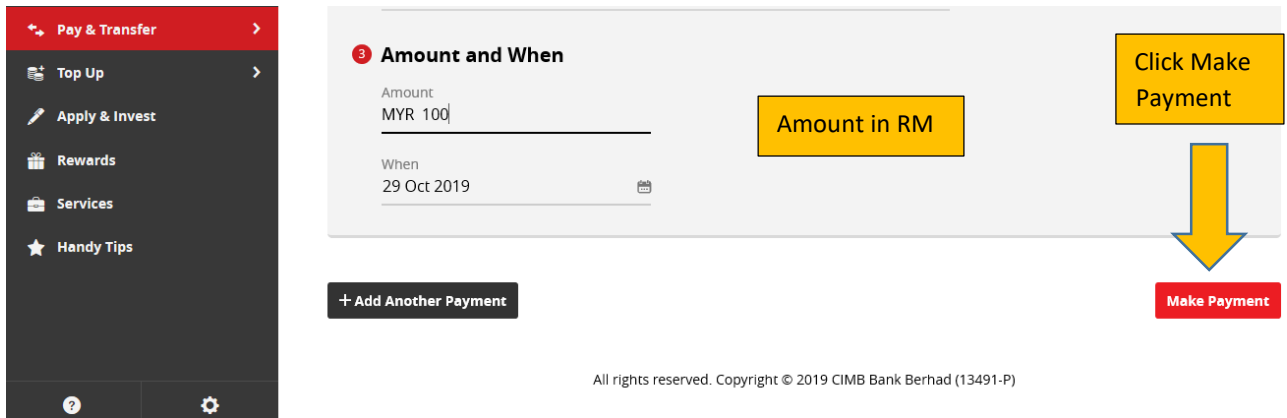 Pay & Transfer
Top Up
Apply & Invest
Rewards
Services
Handy Tips
3 Amount and When
Amount
MYR 100
When
29 Oct 2019
Amount in RM
Click Make
Payment
+ Add Another Payment
Make Payment
All rights reserved. Copyright © 2019 CIMB Bank Berhad (13491-P)